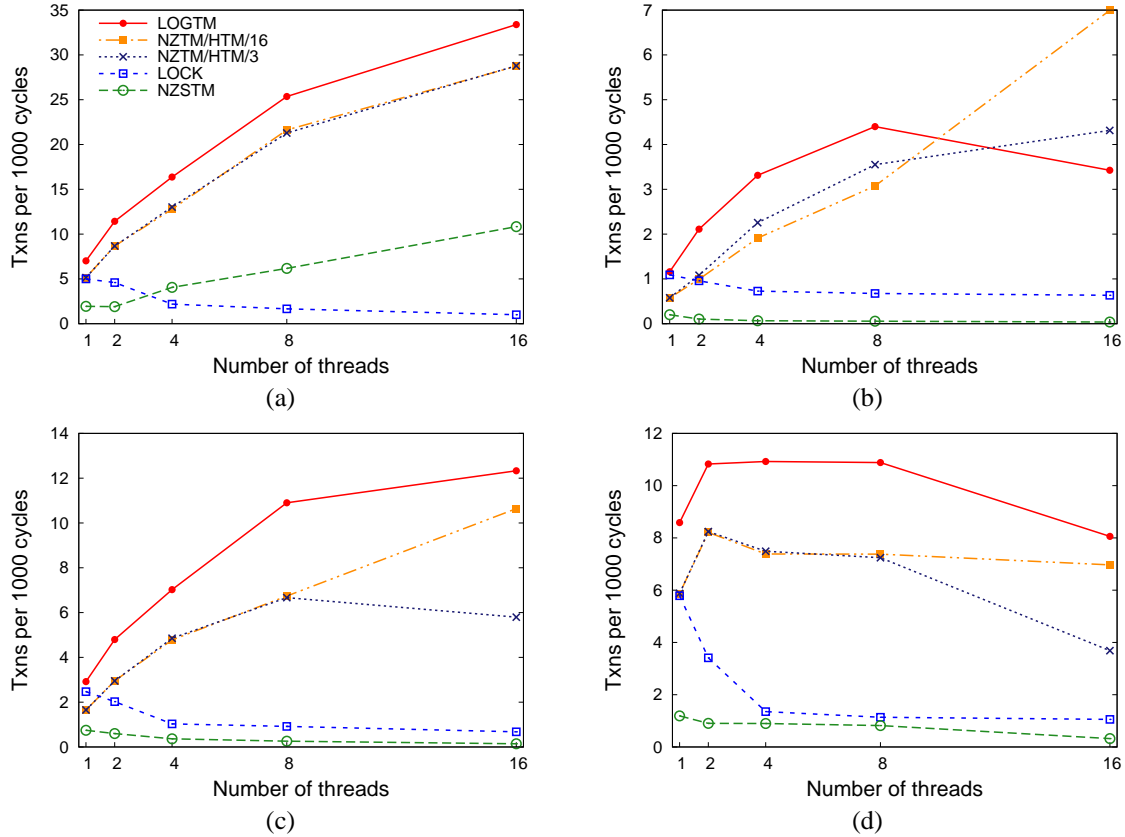 35
30
25
20
15
10
5
0
Txns per 1000 cycles
LOGTM
NZTM/HTM/16
NZTM/HTM/3
LOCK
NZSTM
1 2 4 8 16
Number of threads
(a)
7
6
5
4
3
2
1
0
Txns per 1000 cycles
1 2 4 8 16
Number of threads
(b)
14
12
10
8
6
4
2
0
Txns per 1000 cycles
1 2 4 8 16
Number of threads
(c)
12
10
8
6
4
2
0
Txns per 1000 cycles
1 2 4 8 16
Number of threads
(d)